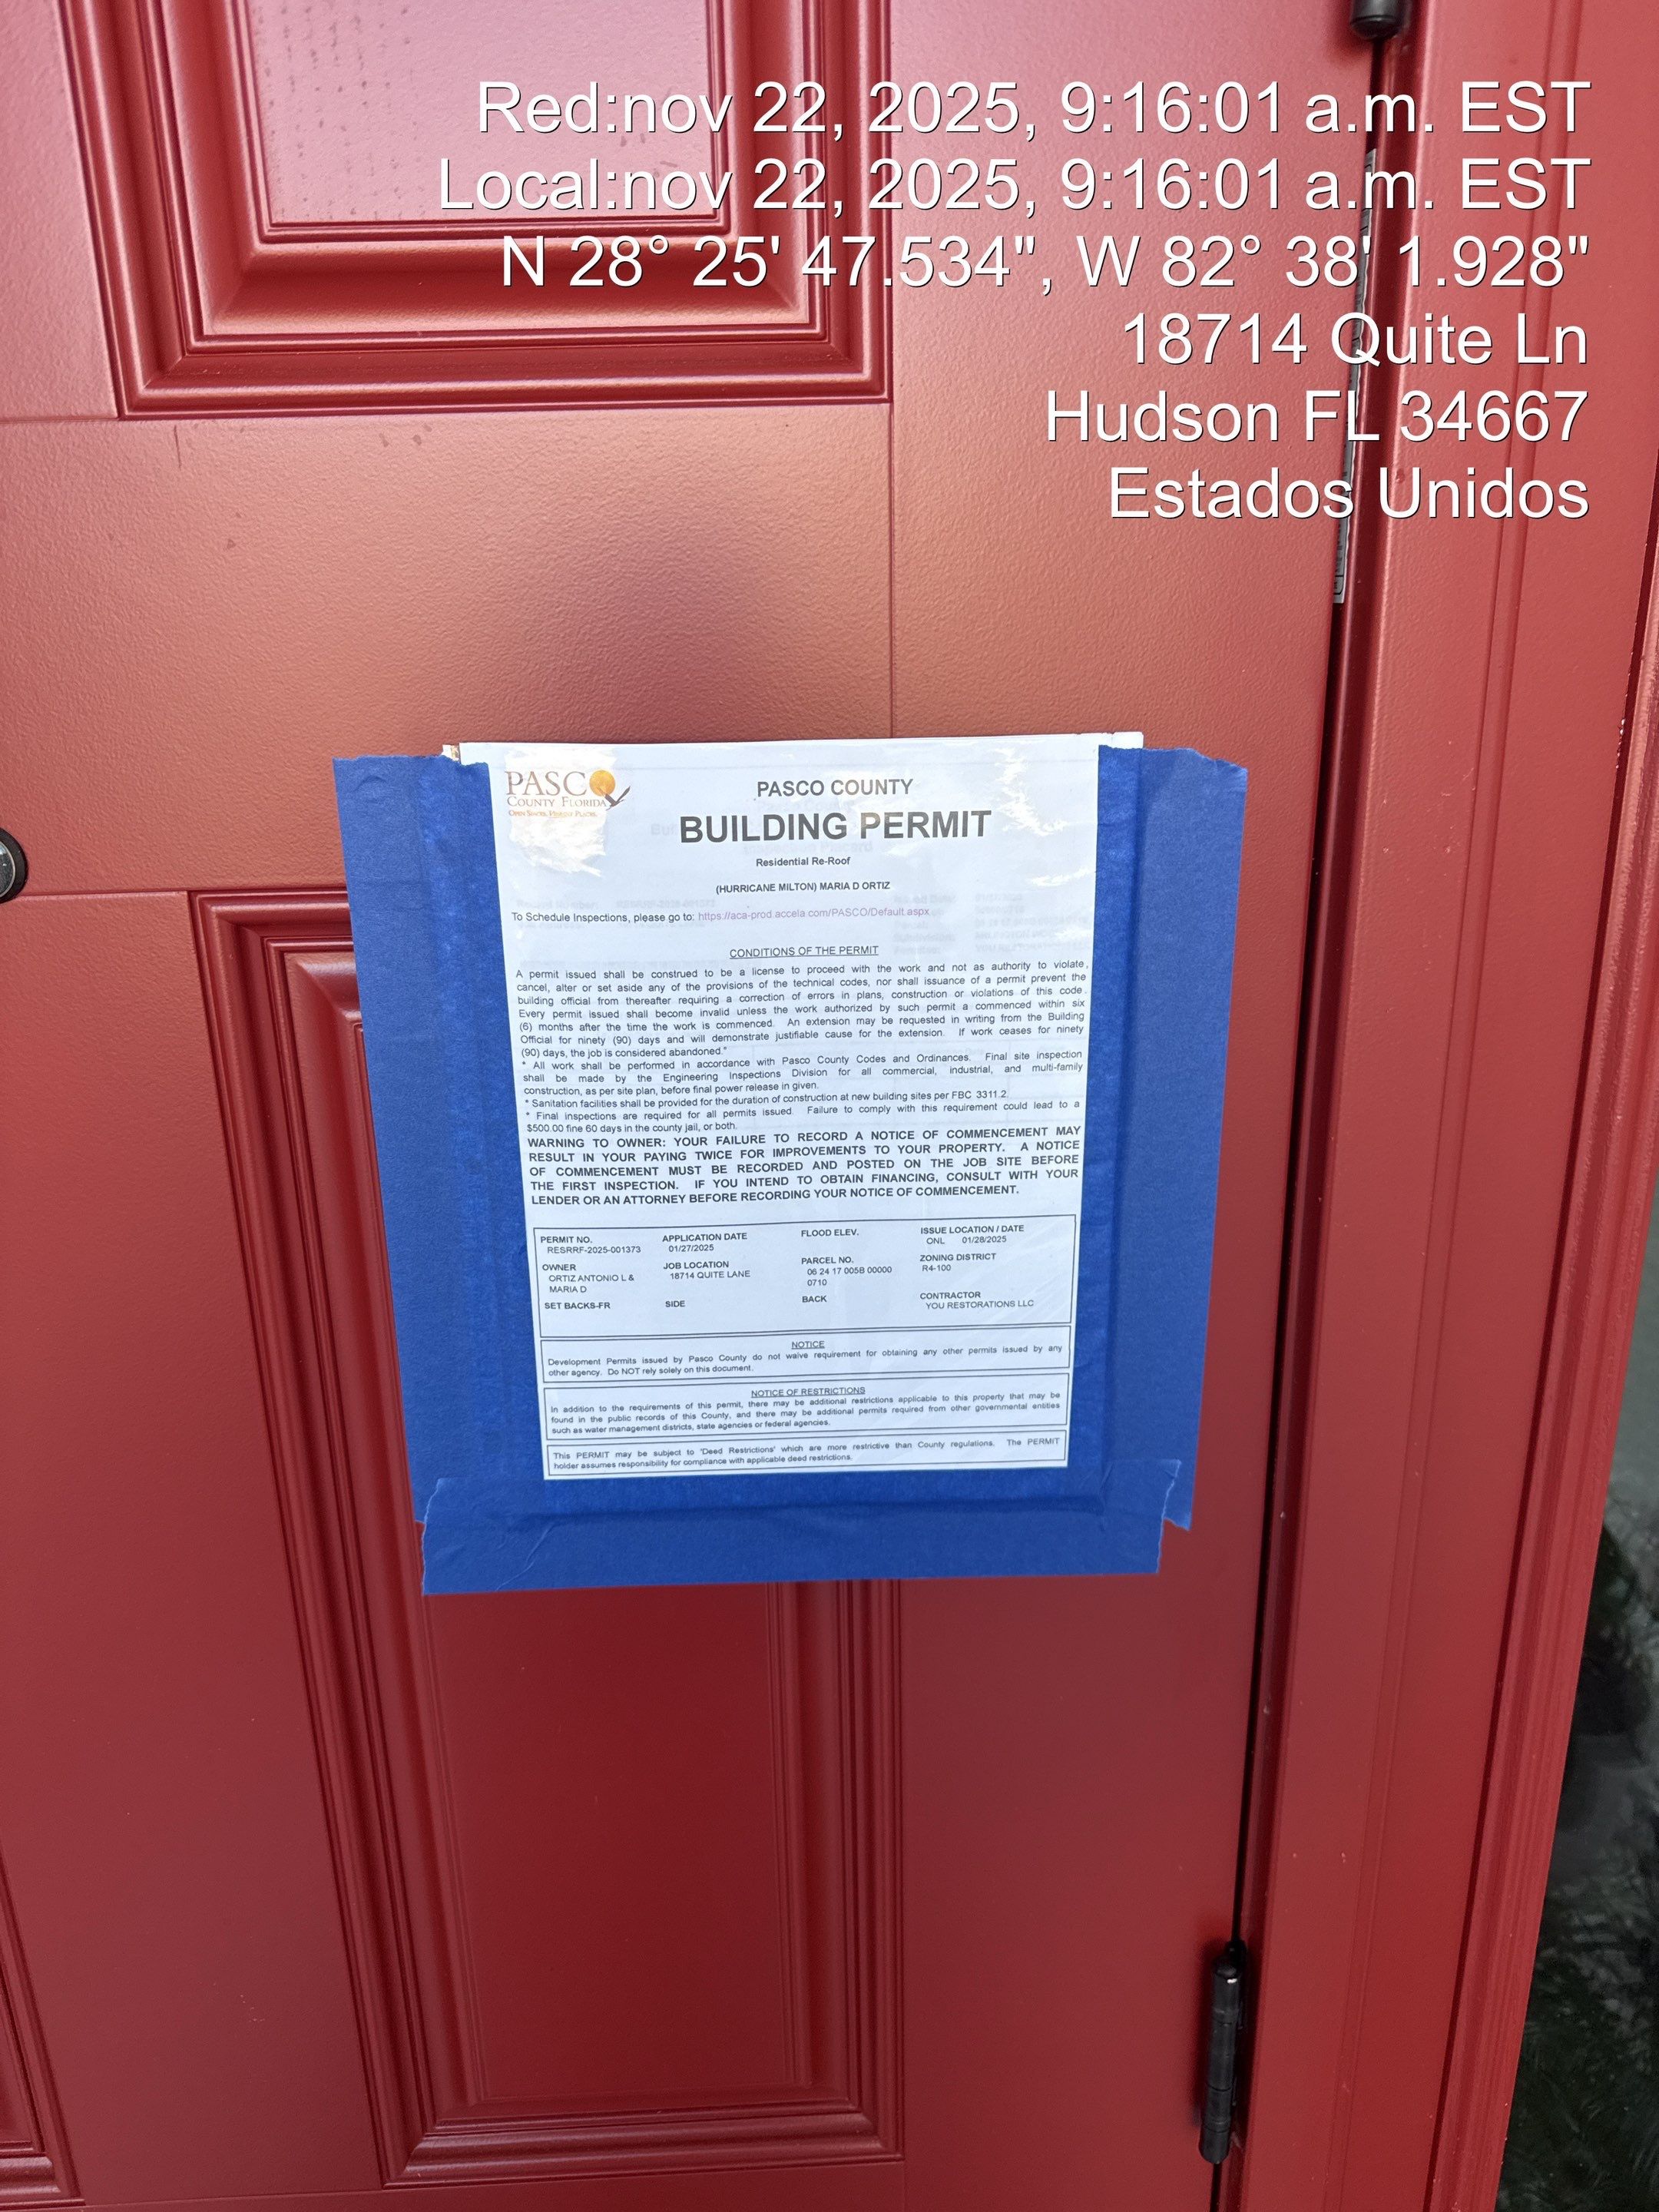 Red:nov 22, 2025, 9:16:01 a.m. EST
Local:nov 22, 2025, 9:16:01 a.m. EST
N 28° 25' 47.534", W 82° 38' 1.928"
18714 Quite Ln
Hudson FL 34667
Estados Unidos
PASCO
COUNTY FLORIDA
PASCO COUNTY
BUILDING PERMIT
Residential Re-Roof
(HURRICANE MILTON) MARIA D ORTIZ
To Schedule Inspections, please go to: https://aca-prod.accela.com/PASCO/Default.aspx
CONDITIONS OF THE PERMIT
A permit issued shall be construed to be a license to proceed with the work and not as authority to violate,
cancel, alter or set aside any of the provisions of the technical codes, nor shall issuance of a permit prevent the
building official from thereafter requiring a correction of errors in plans, construction or violations of this code.
Every permit issued shall become invalid unless the work authorized by such permit a commenced within six
(6) months after the time the work is commenced. An extension may be requested in writing from the Building
Official for ninety (90) days and will demonstrate justifiable cause for the extension. If work ceases for ninety
(90) days, the job is considered abandoned."
* All work shall be performed in accordance with Pasco County Codes and Ordinances. Final site inspection
shall be made by the Engineering Inspections Division for all commercial, industrial, and multi-family
construction, as per site plan, before final power release in given.
* Sanitation facilities shall be provided for the duration of construction at new building sites per FBC 3311.2.
* Final inspections are required for all permits issued. Failure to comply with this requirement could lead to a
$500.00 fine 60 days in the county jail, or both.
WARNING TO OWNER: YOUR FAILURE TO RECORD A NOTICE OF COMMENCEMENT MAY
RESULT IN YOUR PAYING TWICE FOR IMPROVEMENTS TO YOUR PROPERTY. A NOTICE
OF COMMENCEMENT MUST BE RECORDED AND POSTED ON THE JOB SITE BEFORE
THE FIRST INSPECTION. IF YOU INTEND TO OBTAIN FINANCING, CONSULT WITH YOUR
LENDER OR AN ATTORNEY BEFORE RECORDING YOUR NOTICE OF COMMENCEMENT.
PERMIT NO. APPLICATION DATE FLOOD ELEV. ISSUE LOCATION / DATE
RESRRF-2025-001373 01/27/2025 ONL 01/28/2025
OWNER JOB LOCATION PARCEL NO. ZONING DISTRICT
ORTIZ ANTONIO L & 18714 QUITE LANE 06 24 17 005B 00000 R4-100
MARIA D 0710
SET BACKS-FR SIDE BACK CONTRACTOR
YOU RESTORATIONS LLC
NOTICE
Development Permits issued by Pasco County do not waive requirement for obtaining any other permits issued by any
other agency. Do NOT rely solely on this document.
NOTICE OF RESTRICTIONS
In addition to the requirements of this permit, there may be additional restrictions applicable to this property that may be
found in the public records of this County, and there may be additional permits required from other governmental entities
such as water management districts, state agencies or federal agencies.
This PERMIT may be subject to 'Deed Restrictions' which are more restrictive than County regulations. The PERMIT
holder assumes responsibility for compliance with applicable deed restrictions.